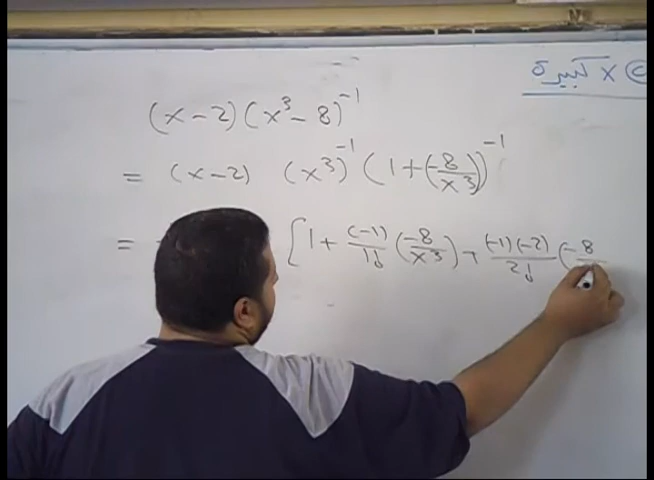 x كبيرة
(x-2)(x³-8)⁻¹
= (x-2) (x³)⁻¹ (1+(-8/x³))⁻¹
= [1 + (-1)/1! (-8/x³) + (-1)(-2)/2! (-8